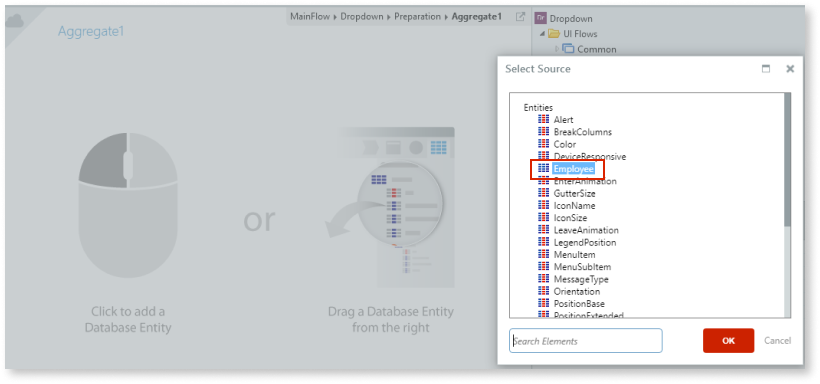 MainFlow ▸ Dropdown ▸ Preparation ▸ Aggregate1
Aggregate1
or
Click to add a
Database Entity
Drag a Database Entity
from the right
Dropdown
UI Flows
Common
Select Source
Entities
Alert
BreakColumns
Color
DeviceResponsive
Employee
EnterAnimation
GutterSize
IconName
IconSize
LeaveAnimation
LegendPosition
MenuItem
MenuSubItem
MessageType
Orientation
PositionBase
PositionExtended
Search Elements
OK
Cancel